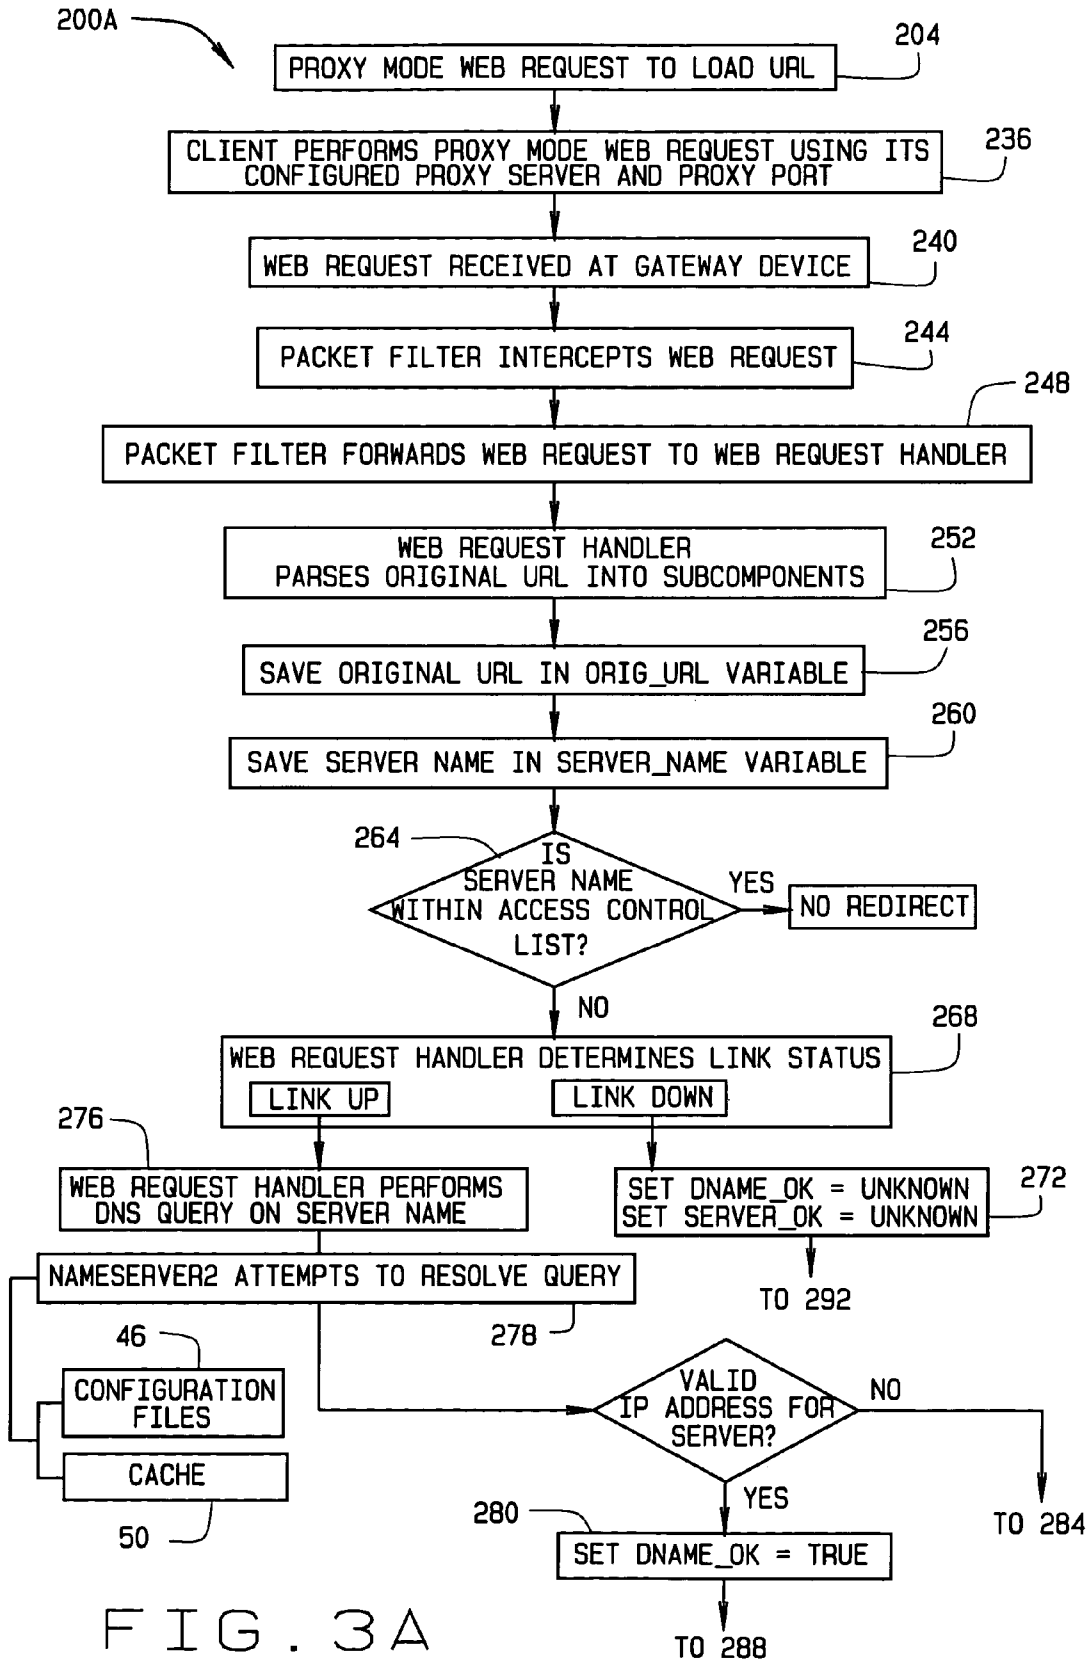 200A
204
PROXY MODE WEB REQUEST TO LOAD URL
236
CLIENT PERFORMS PROXY MODE WEB REQUEST USING ITS
CONFIGURED PROXY SERVER AND PROXY PORT
240
WEB REQUEST RECEIVED AT GATEWAY DEVICE
244
PACKET FILTER INTERCEPTS WEB REQUEST
248
PACKET FILTER FORWARDS WEB REQUEST TO WEB REQUEST HANDLER
252
WEB REQUEST HANDLER
PARSES ORIGINAL URL INTO SUBCOMPONENTS
256
SAVE ORIGINAL URL IN ORIG_URL VARIABLE
260
SAVE SERVER NAME IN SERVER_NAME VARIABLE
264
IS
SERVER NAME
WITHIN ACCESS CONTROL
LIST?
YES
NO REDIRECT
NO
268
WEB REQUEST HANDLER DETERMINES LINK STATUS
LINK UP
LINK DOWN
276
WEB REQUEST HANDLER PERFORMS
DNS QUERY ON SERVER NAME
272
SET DNAME_OK = UNKNOWN
SET SERVER_OK = UNKNOWN
TO 292
NAMESERVER2 ATTEMPTS TO RESOLVE QUERY
278
46
CONFIGURATION
FILES
CACHE
50
VALID
IP ADDRESS FOR
SERVER?
NO
TO 284
YES
280
SET DNAME_OK = TRUE
TO 288
FIG. 3A